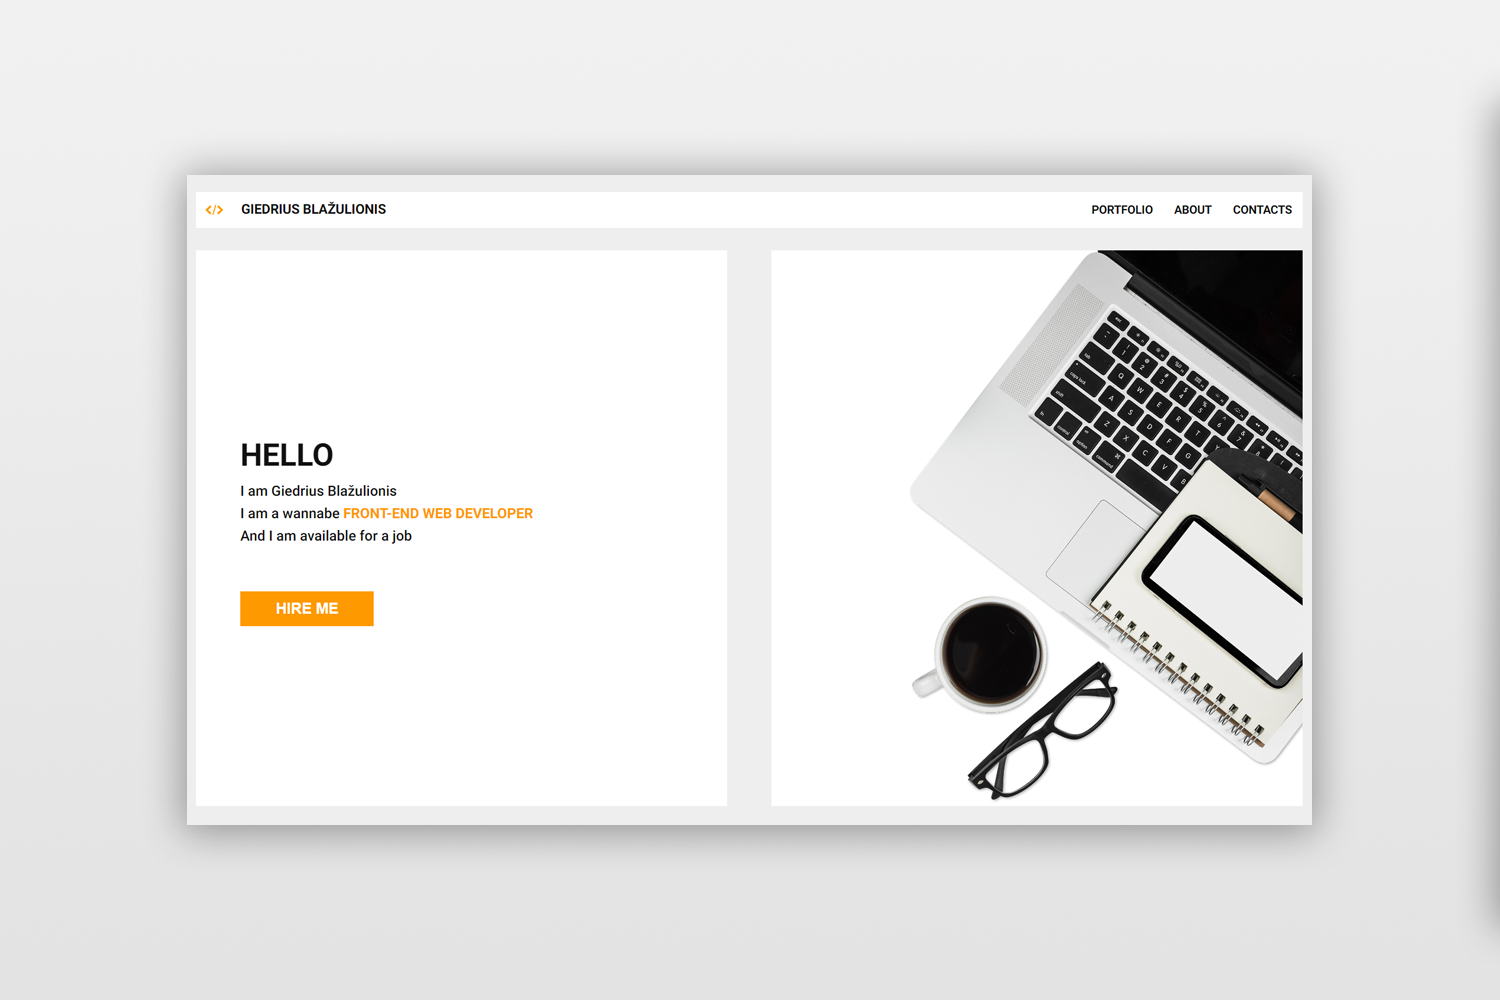 </> GIEDRIUS BLAŽULIONIS PORTFOLIO ABOUT CONTACTS
HELLO
I am Giedrius Blažulionis
I am a wannabe FRONT-END WEB DEVELOPER
And I am available for a job
HIRE ME